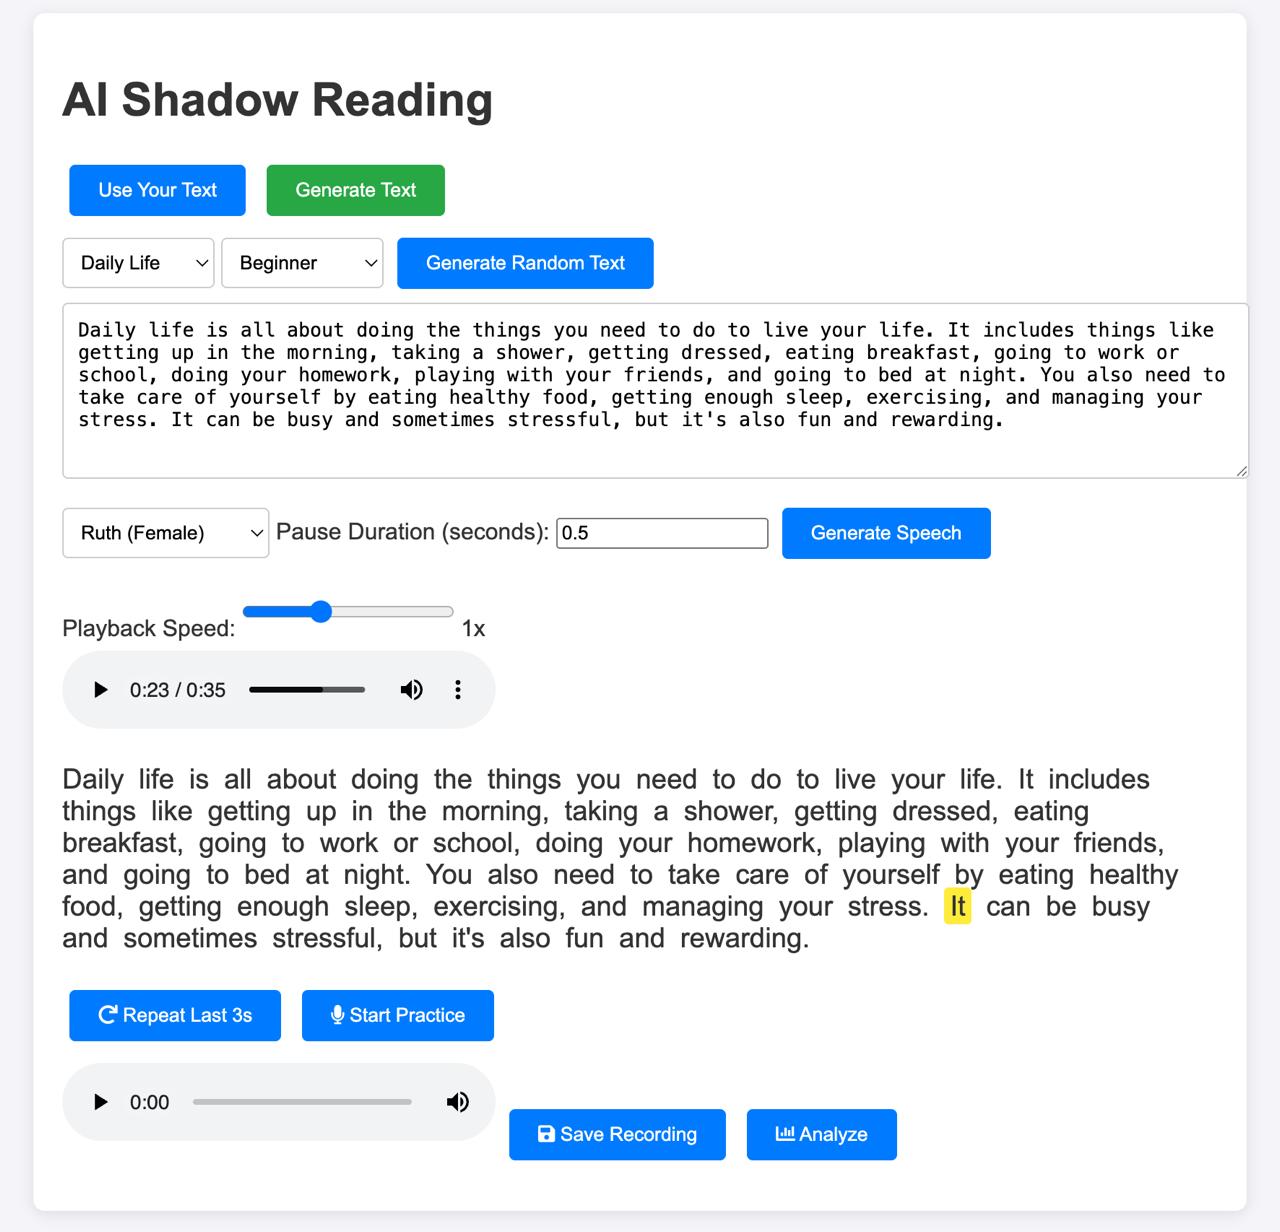 AI Shadow Reading
Use Your Text Generate Text
Daily Life Beginner Generate Random Text
Daily life is all about doing the things you need to do to live your life. It includes things like
getting up in the morning, taking a shower, getting dressed, eating breakfast, going to work or
school, doing your homework, playing with your friends, and going to bed at night. You also need to
take care of yourself by eating healthy food, getting enough sleep, exercising, and managing your
stress. It can be busy and sometimes stressful, but it's also fun and rewarding.
Ruth (Female) Pause Duration (seconds): 0.5 Generate Speech
Playback Speed: 1x
0:23 / 0:35
Daily life is all about doing the things you need to do to live your life. It includes
things like getting up in the morning, taking a shower, getting dressed, eating
breakfast, going to work or school, doing your homework, playing with your friends,
and going to bed at night. You also need to take care of yourself by eating healthy
food, getting enough sleep, exercising, and managing your stress. It can be busy
and sometimes stressful, but it's also fun and rewarding.
Repeat Last 3s Start Practice
0:00
Save Recording Analyze